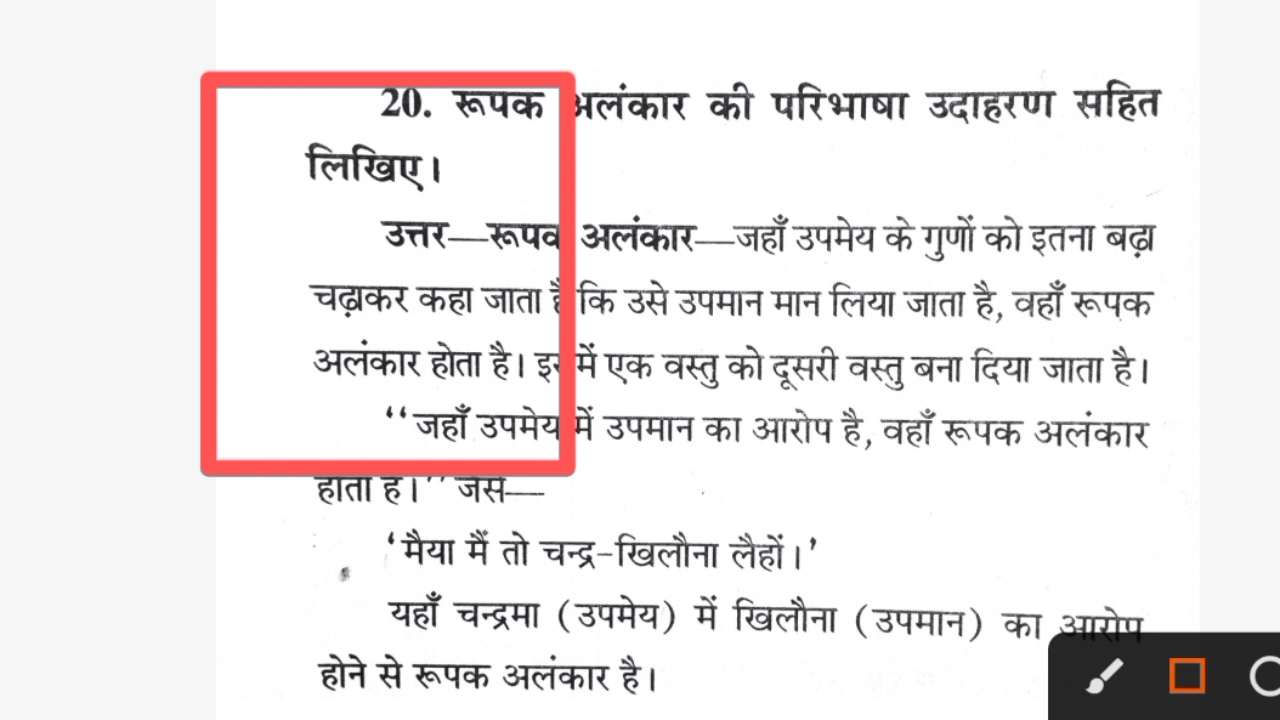 20. रूपक अलंकार की परिभाषा उदाहरण सहित
लिखिए।
उत्तर—रूपक अलंकार—जहाँ उपमेय के गुणों को इतना बढ़ा
चढ़ाकर कहा जाता है कि उसे उपमान मान लिया जाता है, वहाँ रूपक
अलंकार होता है। इसमें एक वस्तु को दूसरी वस्तु बना दिया जाता है।
‘‘जहाँ उपमेय में उपमान का आरोप है, वहाँ रूपक अलंकार
होता है।’’ जैसे—
‘मैया मैं तो चन्द्र-खिलौना लैहों।’
यहाँ चन्द्रमा (उपमेय) में खिलौना (उपमान) का आरोप
होने से रूपक अलंकार है।